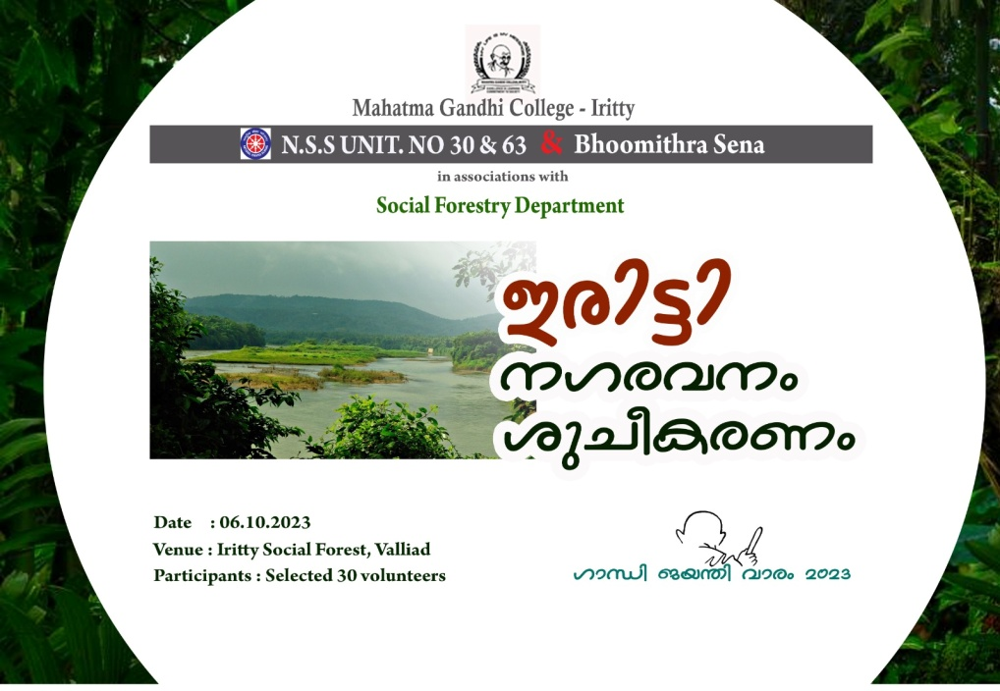 Mahatma Gandhi College - Iritty
N.S.S UNIT. NO 30 & 63 & Bhoomithra Sena
in associations with
Social Forestry Department
ഇരിട്ടി
നഗരവനം
ശുചീകരണം
Date : 06.10.2023
Venue : Iritty Social Forest, Valliad
Participants : Selected 30 volunteers
ഗാന്ധി ജയന്തി വാരം 2023